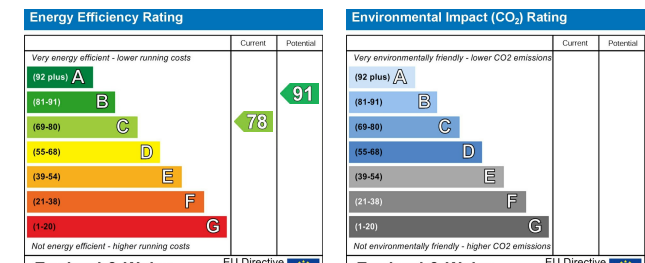 Energy Efficiency Rating
Current Potential
Very energy efficient - lower running costs
(92 plus) A
(81-91) B
91
(69-80) C
78
(55-68) D
(39-54) E
(21-38) F
(1-20) G
Not energy efficient - higher running costs
EU Directive
Environmental Impact (CO₂) Rating
Current Potential
Very environmentally friendly - lower CO2 emissions
(92 plus) A
(81-91) B
(69-80) C
(55-68) D
(39-54) E
(21-38) F
(1-20) G
Not environmentally friendly - higher CO2 emissions
EU Directive